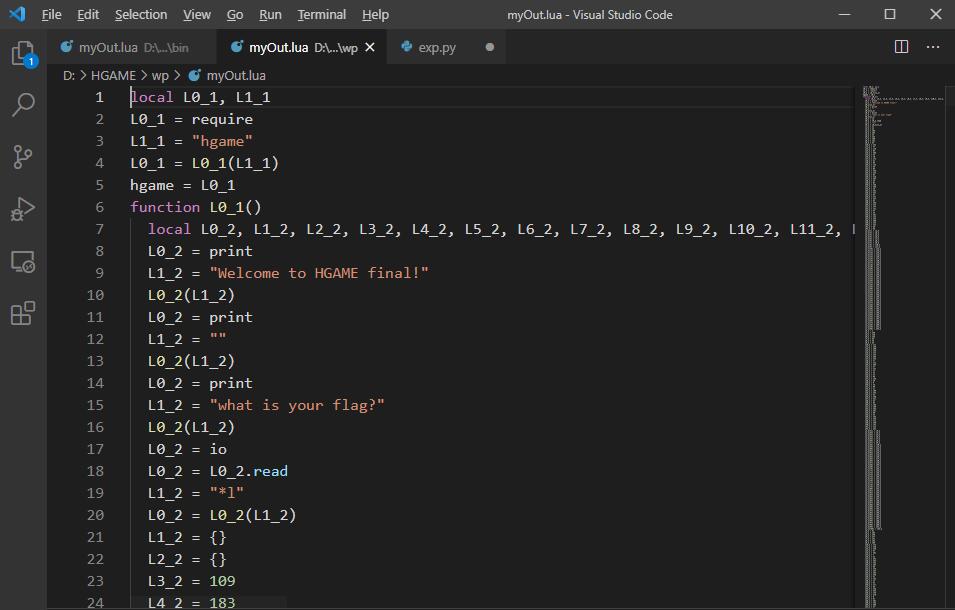 File Edit Selection View Go Run Terminal Help myOut.lua - Visual Studio Code
myOut.lua D:\...\bin myOut.lua D:\...\wp exp.py
D: > HGAME > wp > myOut.lua
1
1 local L0_1, L1_1
2 L0_1 = require
3 L1_1 = "hgame"
4 L0_1 = L0_1(L1_1)
5 hgame = L0_1
6 function L0_1()
7 local L0_2, L1_2, L2_2, L3_2, L4_2, L5_2, L6_2, L7_2, L8_2, L9_2, L10_2, L11_2,
8 L0_2 = print
9 L1_2 = "Welcome to HGAME final!"
10 L0_2(L1_2)
11 L0_2 = print
12 L1_2 = ""
13 L0_2(L1_2)
14 L0_2 = print
15 L1_2 = "what is your flag?"
16 L0_2(L1_2)
17 L0_2 = io
18 L0_2 = L0_2.read
19 L1_2 = "*l"
20 L0_2 = L0_2(L1_2)
21 L1_2 = {}
22 L2_2 = {}
23 L3_2 = 109
24 L4_2 = 183